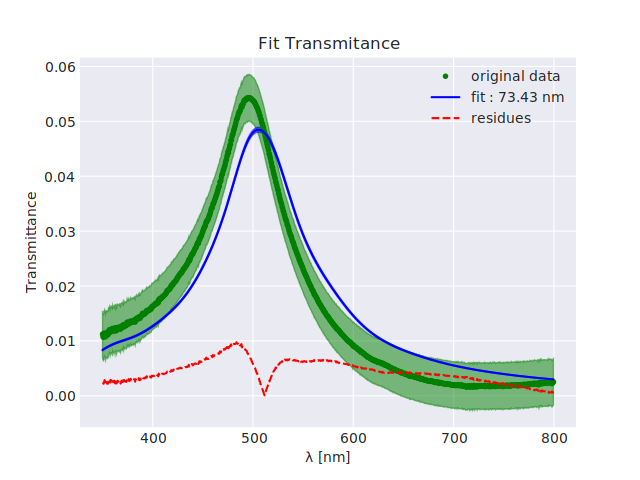 Fit Transmitance
original data
fit : 73.43 nm
residues
Transmittance
0.06
0.05
0.04
0.03
0.02
0.01
0.00
400 500 600 700 800
λ [nm]